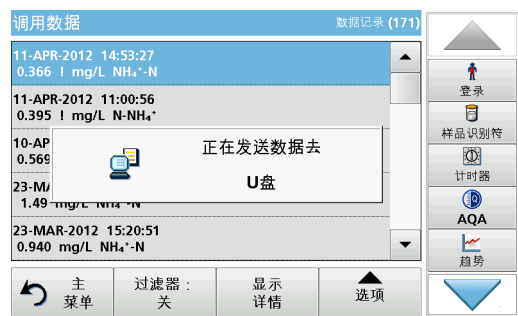 调用数据
数据记录 (171)
11-APR-2012 14:53:27
0.366 ! mg/L NH₄⁺-N
11-APR-2012 11:00:56
0.395 ! mg/L N-NH₄⁺
10-AP
0.569
正在发送数据去
U盘
23-MA
1.49 mg/L NH₄⁺-N
23-MAR-2012 15:20:51
0.940 mg/L NH₄⁺-N
登录
样品识别符
计时器
AQA
趋势
主
菜单
过滤器：
关
显示
详情
选项